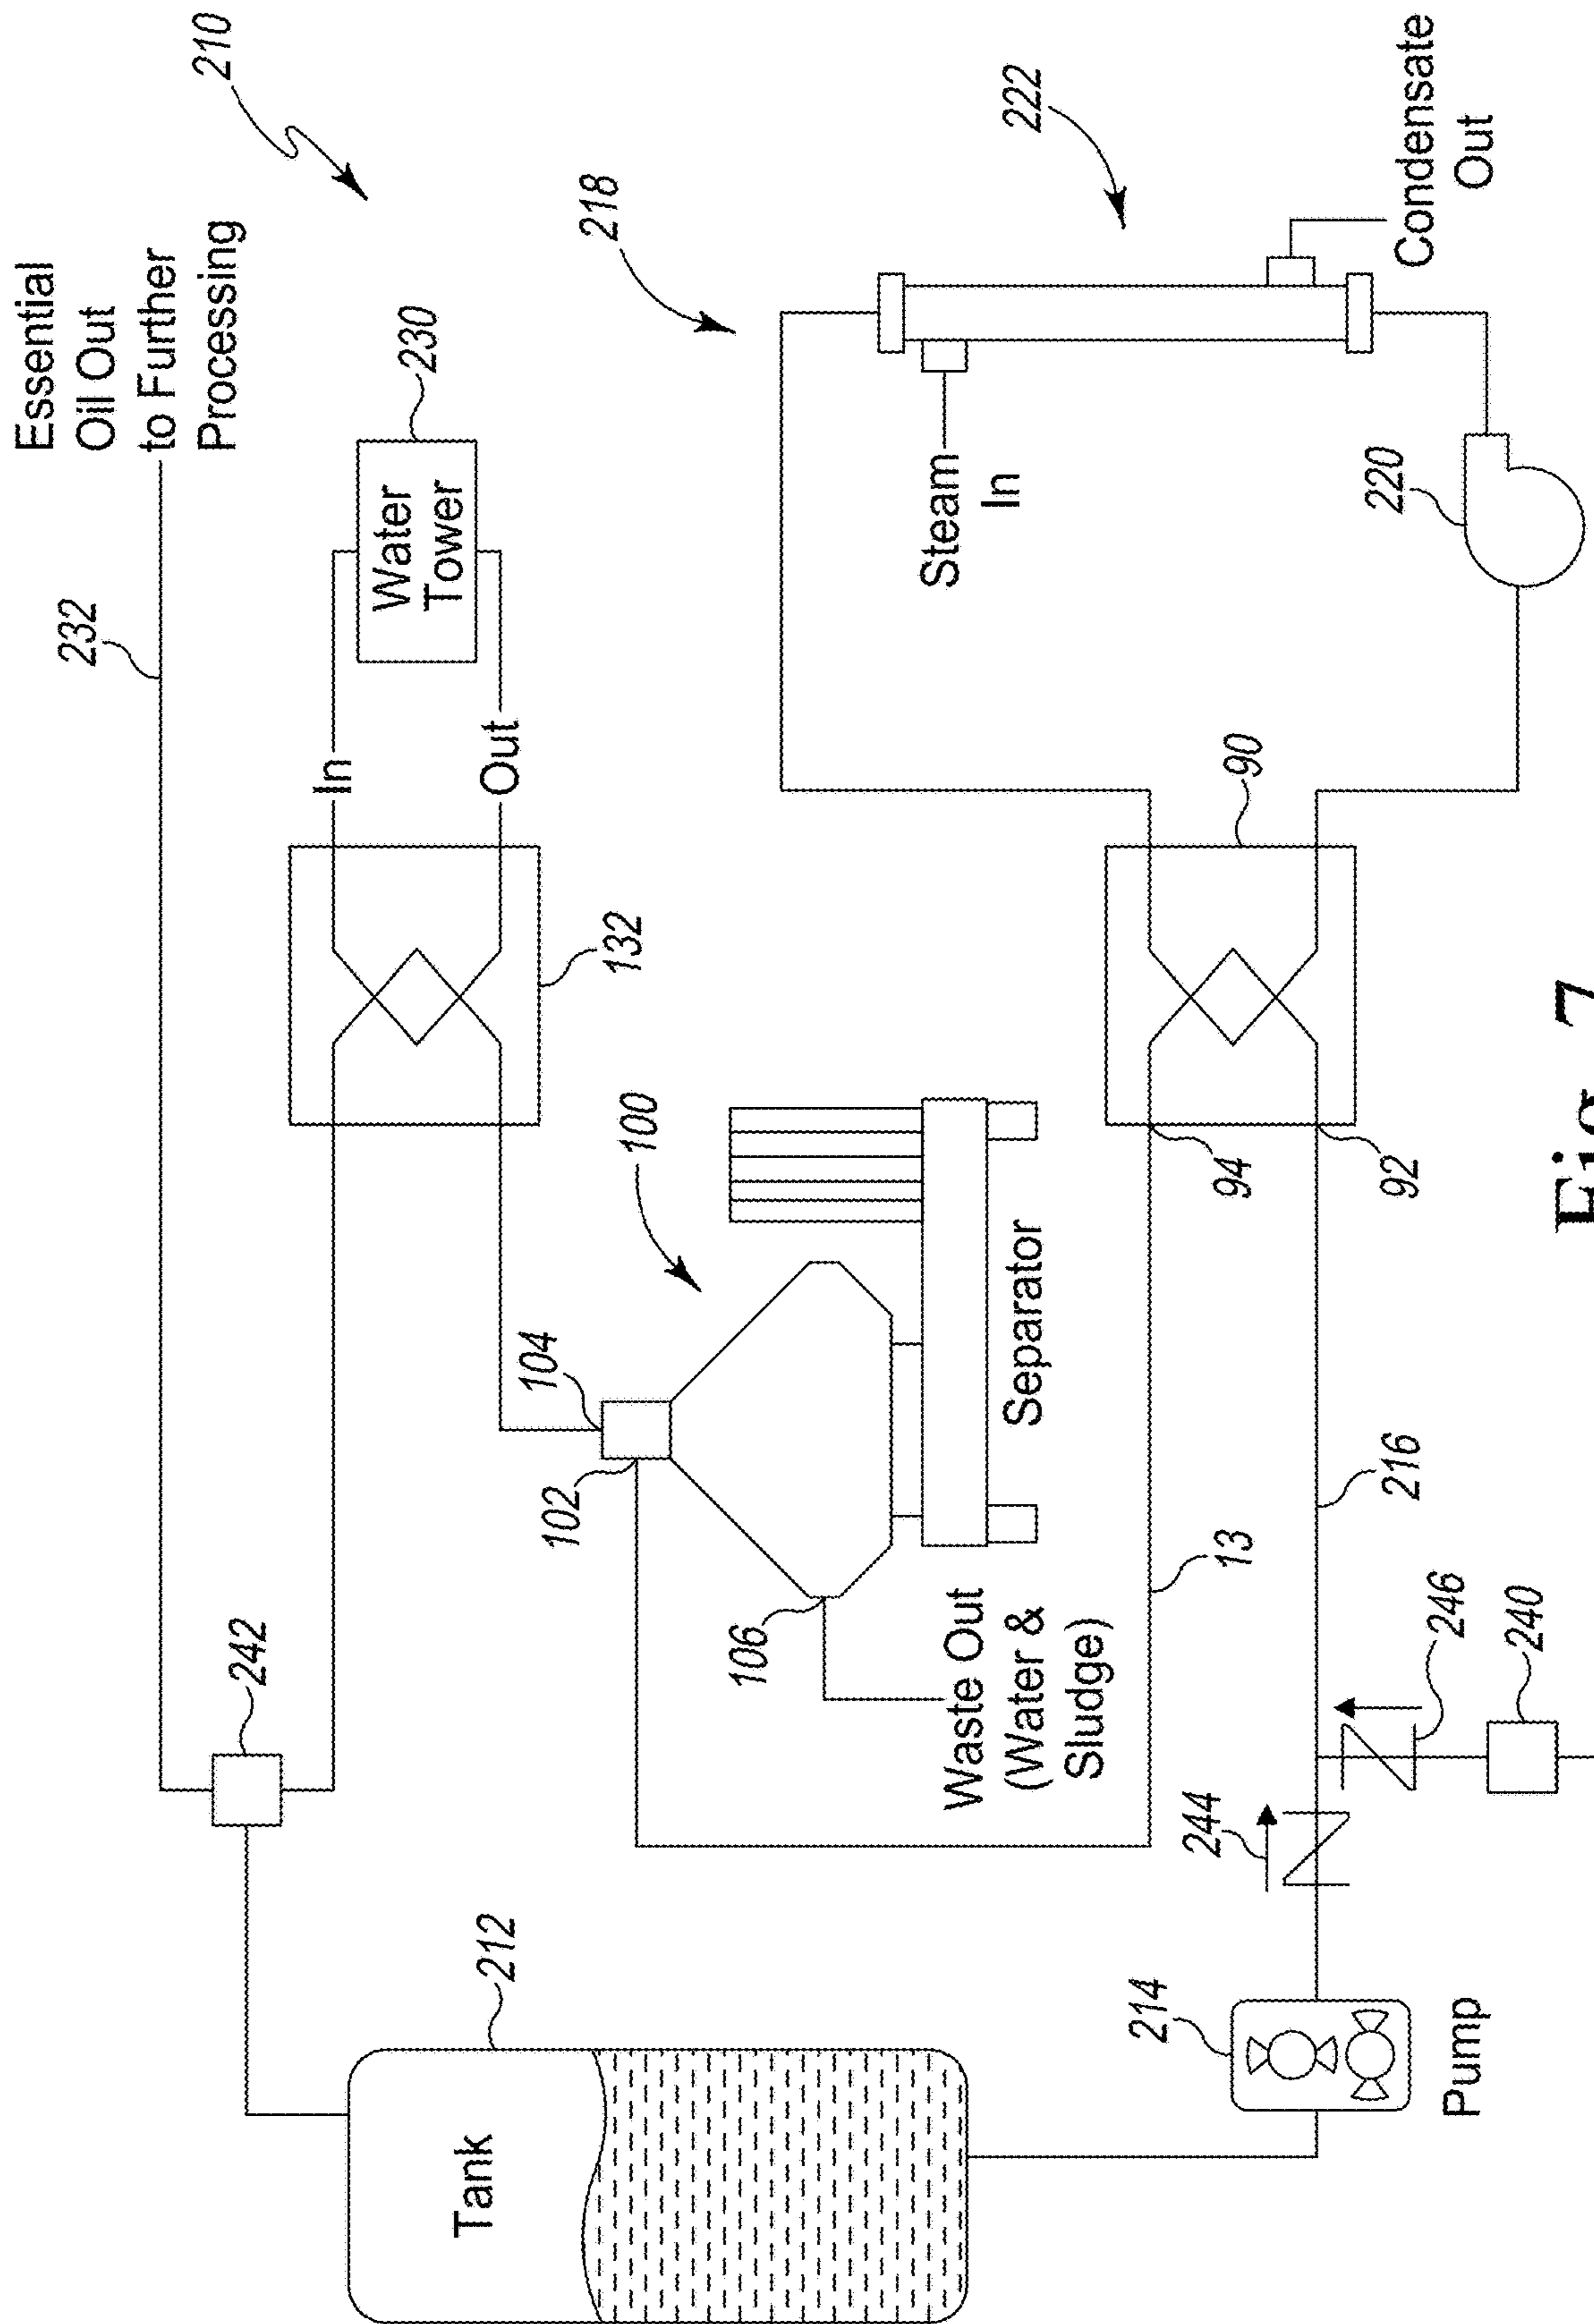 Essential
Oil Out
to Further
Processing
232
210
242
In
Water
Tower
230
Out
Tank
212
104
102
132
100
218
106
Waste Out
(Water &
Sludge)
Separator
Steam
In
222
214
244
13
94
90
216
92
220
Condensate
Out
Pump
246
240
Fig. 7